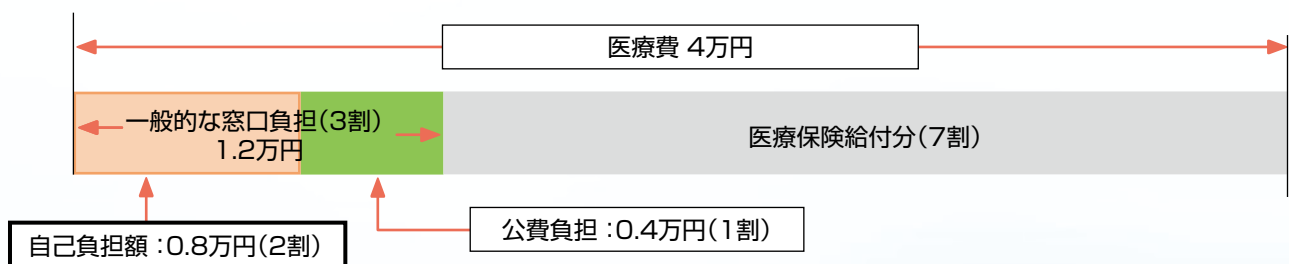 医療費 4万円
一般的な窓口負担(3割)
1.2万円
医療保険給付分(7割)
自己負担額：0.8万円(2割)
公費負担：0.4万円(1割)